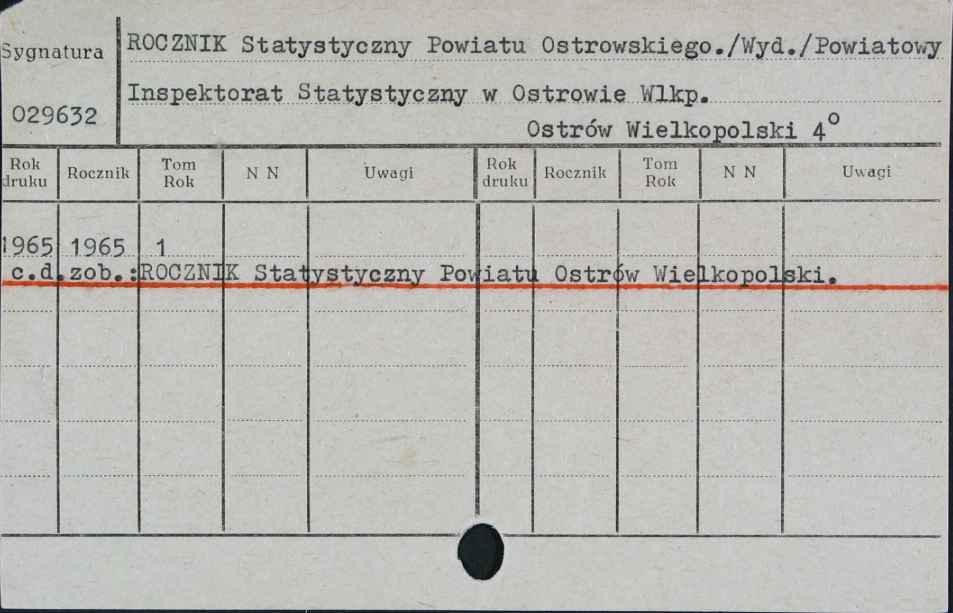 Sygnatura
029632
ROCZNIK Statystyczny Powiatu Ostrowskiego./Wyd./Powiatowy
Inspektorat Statystyczny w Ostrowie Wlkp.
Ostrów Wielkopolski 4°
Rok druku Rocznik Tom Rok N N Uwagi Rok druku Rocznik Tom Rok N N Uwagi
1965 1965 1
c.d.zob.:ROCZNIK Statystyczny Powiatu Ostrów Wielkopolski.